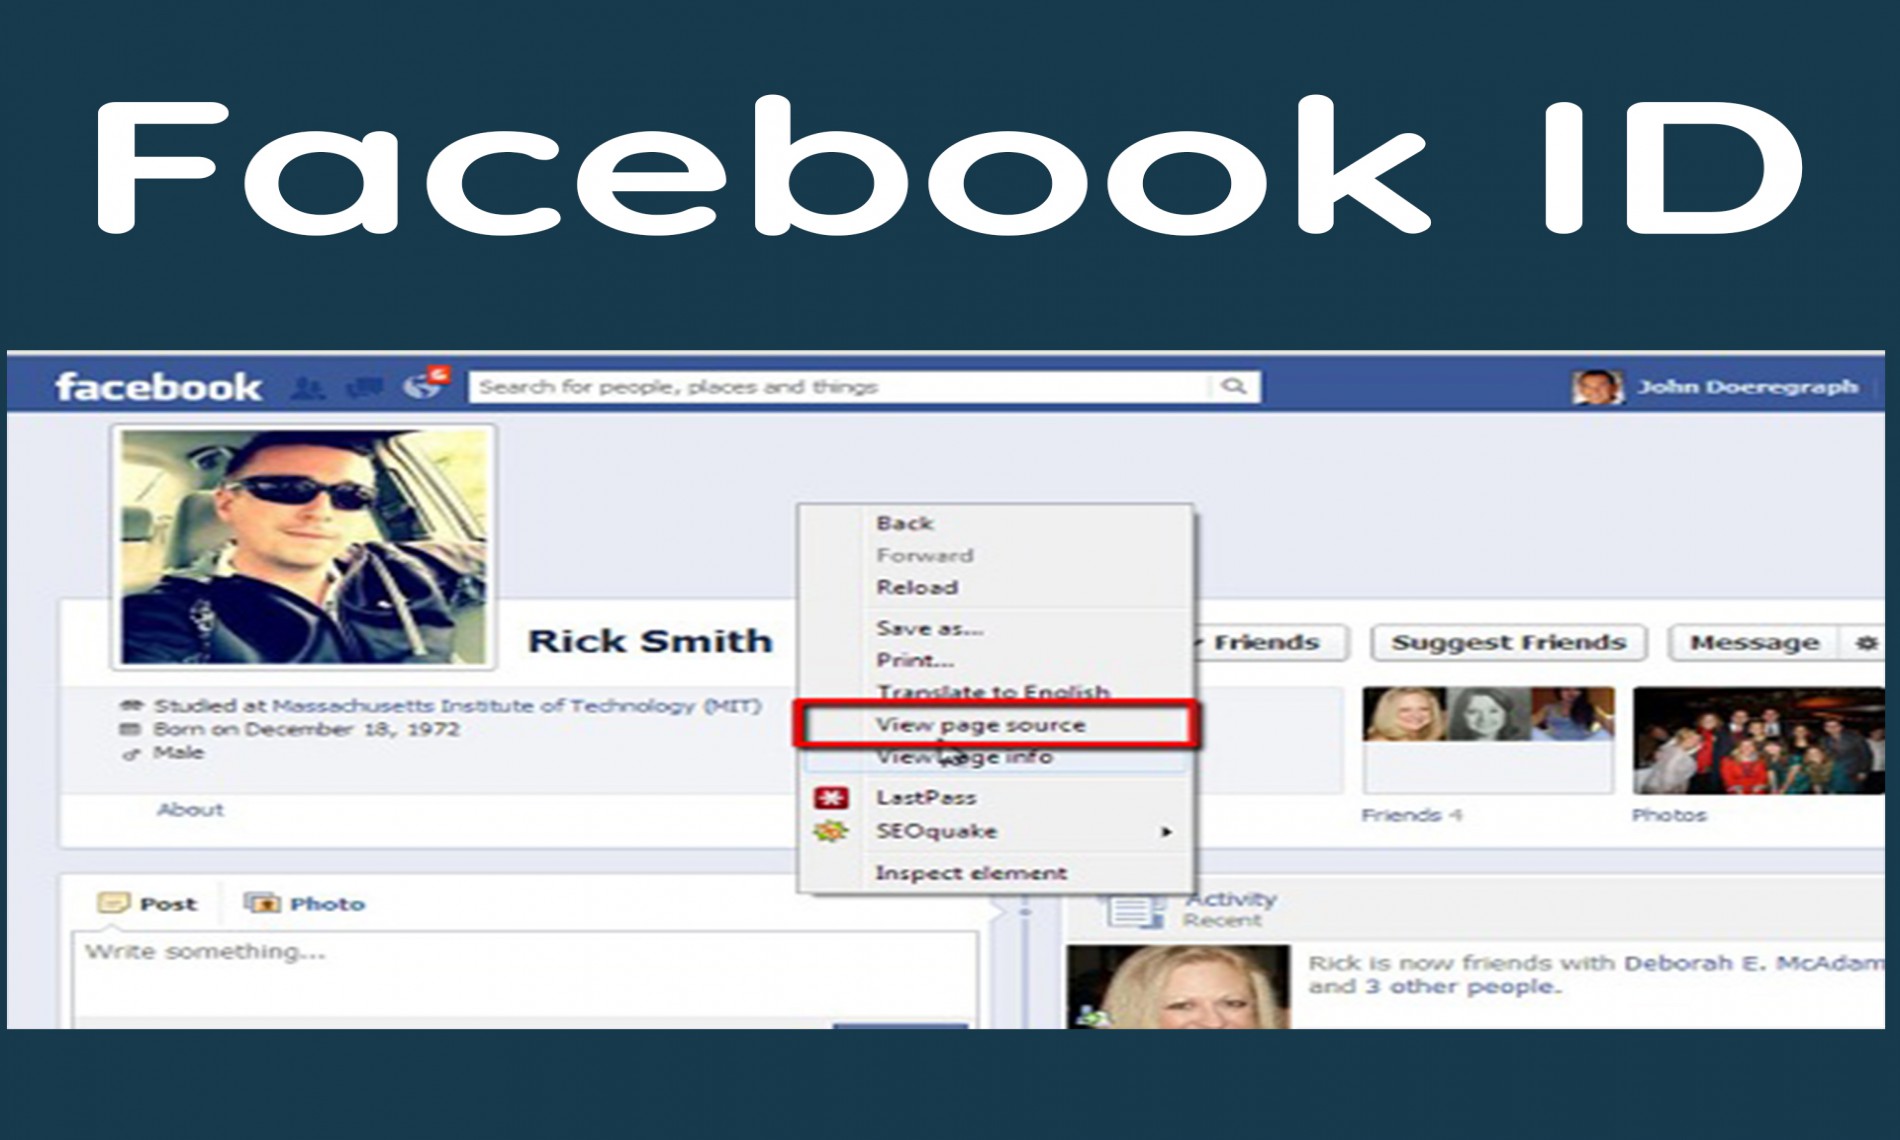 Facebook ID
facebook
6
Search for people, places and things
John Doeregraph
Rick Smith
Friends
Suggest Friends
Message
Studied at Massachusetts Institute of Technology (MIT)
Born on December 18, 1972
Male
About
Friends 4
Photos
Back
Forward
Reload
Save as...
Print...
Translate to English
View page source
View page info
LastPass
SEOquake
Inspect element
Post
Photo
Write something...
Activity
Recent
Rick is now friends with Deborah E. McAdam
and 3 other people.